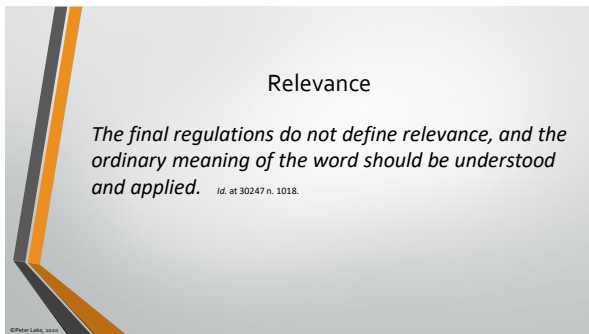 Relevance
The final regulations do not define relevance, and the
ordinary meaning of the word should be understood
and applied. Id. at 30247 n. 1018.
©Peter Lake, 2020